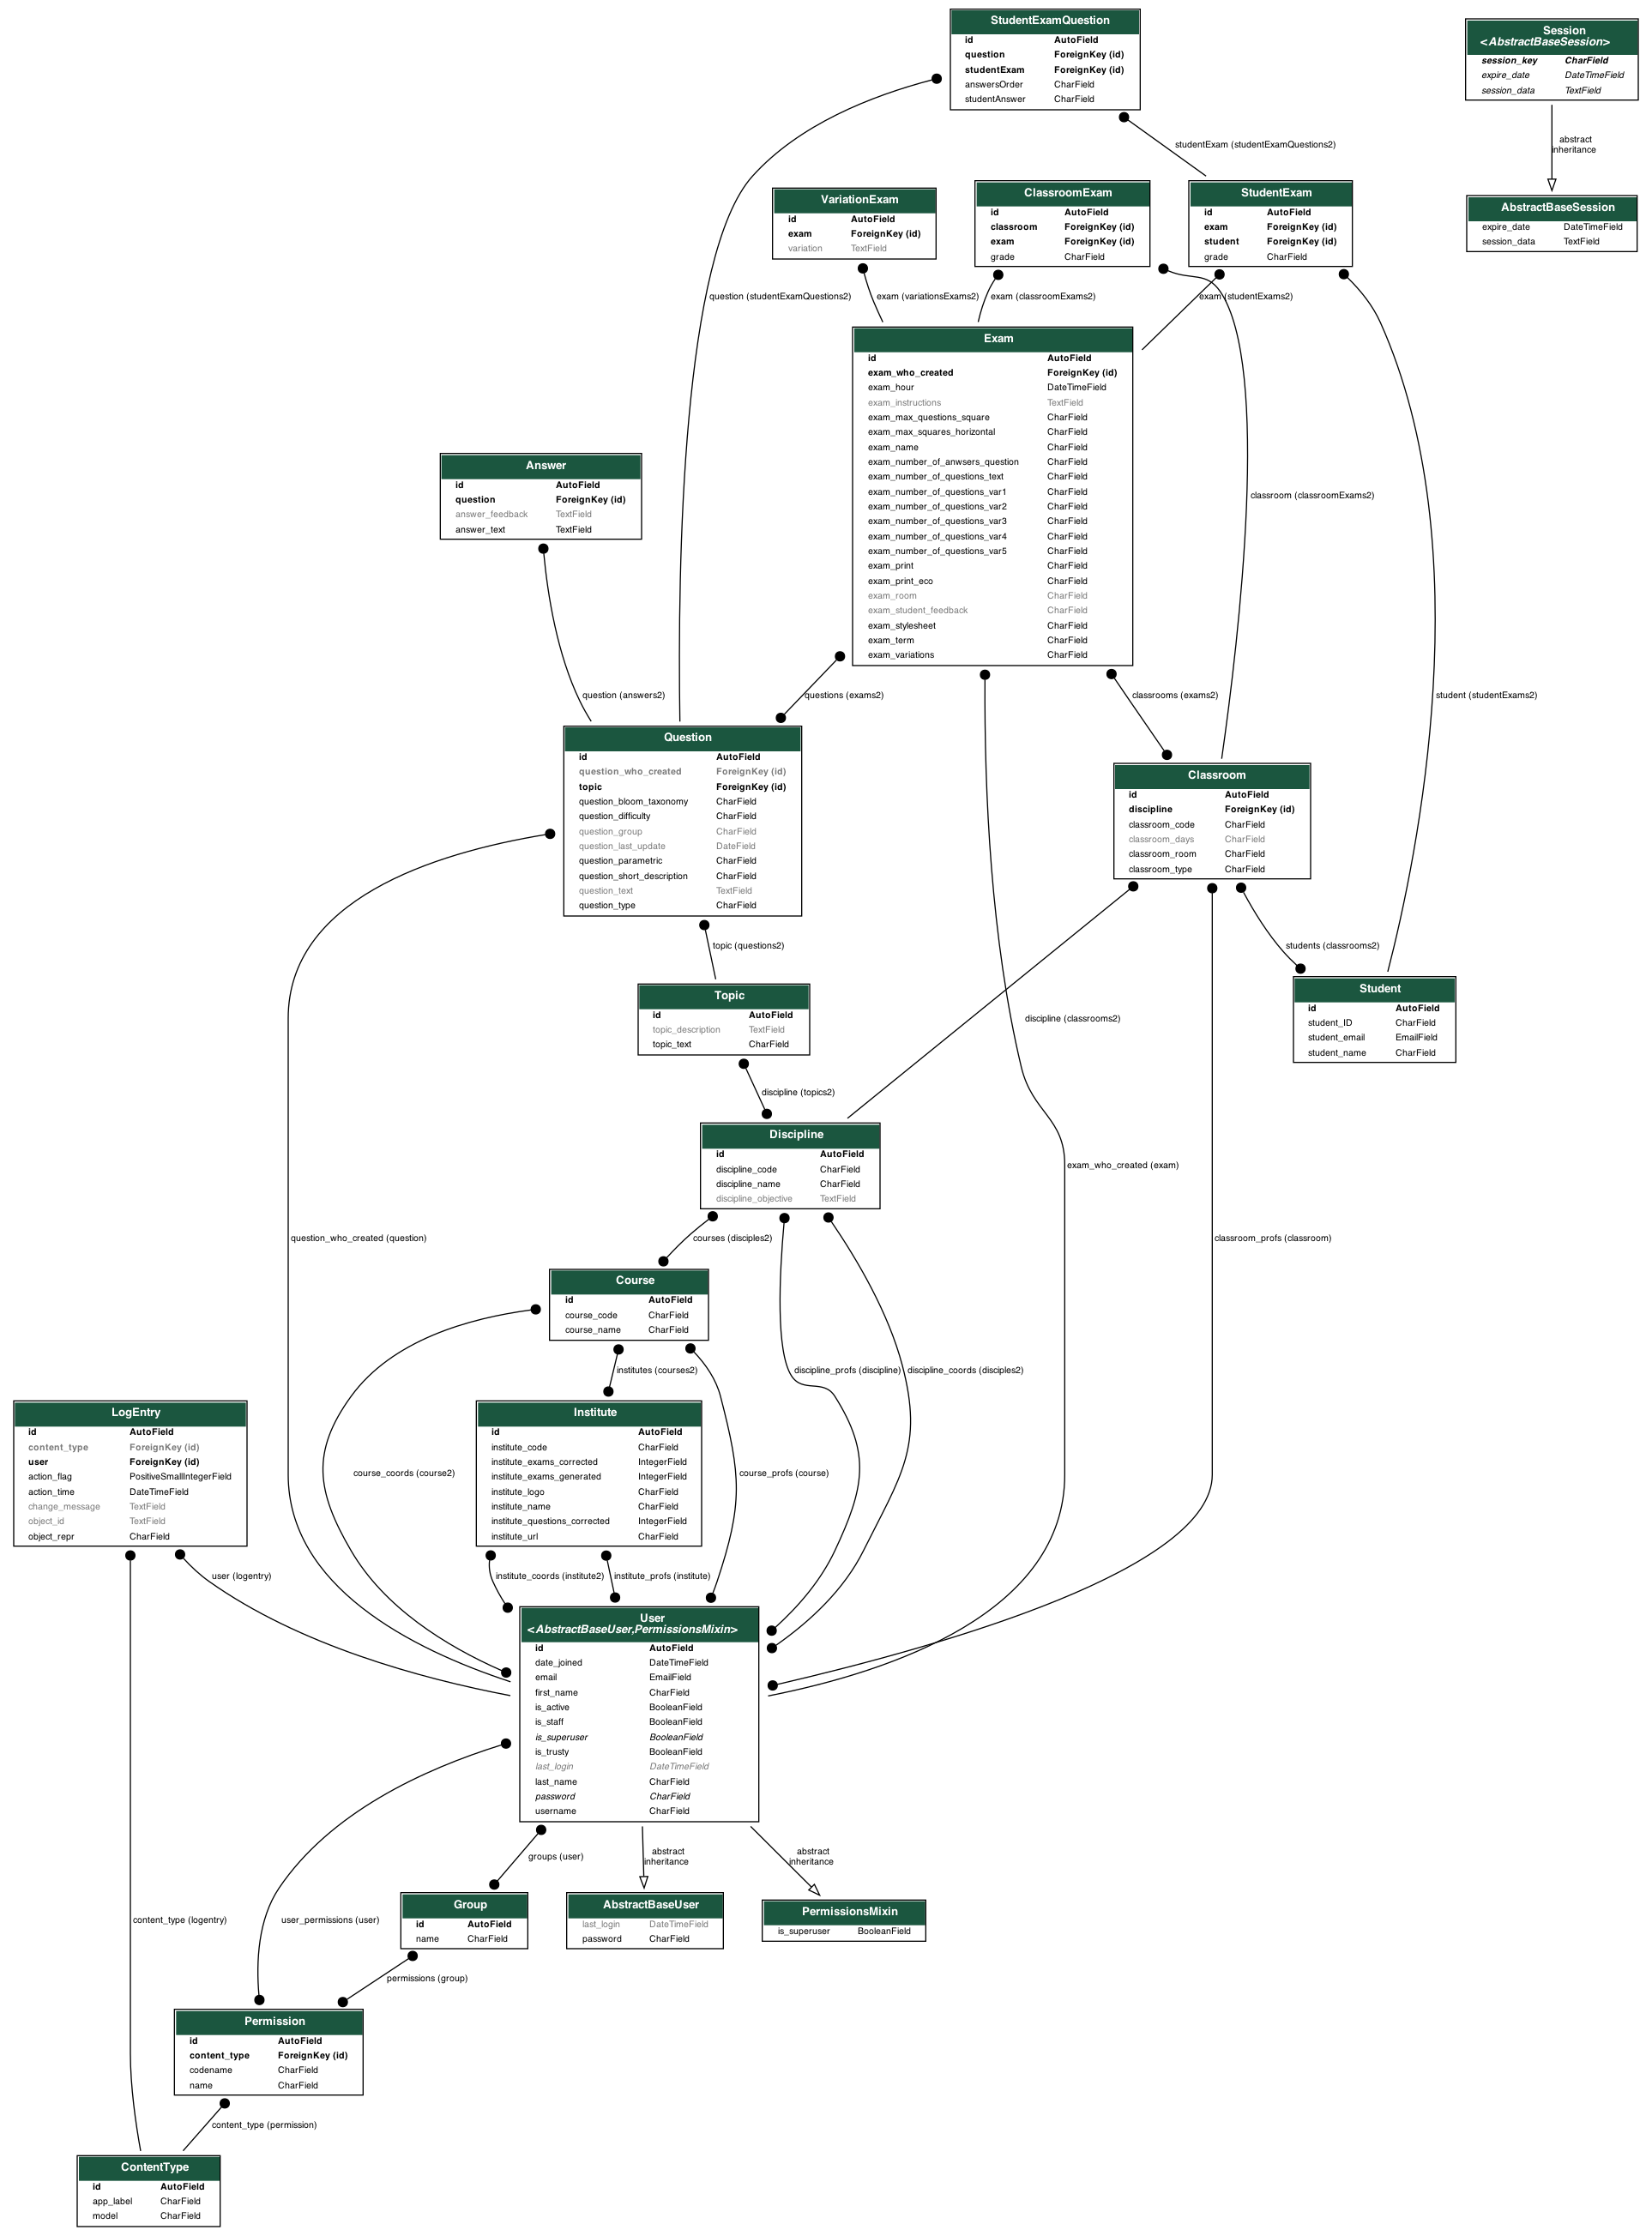 StudentExamQuestion
id AutoField
question ForeignKey (id)
studentExam ForeignKey (id)
answersOrder CharField
studentAnswer CharField
Session
<AbstractBaseSession>
session_key CharField
expire_date DateTimeField
session_data TextField
studentExam (studentExamQuestions2)
abstract
inheritance
VariationExam
id AutoField
exam ForeignKey (id)
variation TextField
ClassroomExam
id AutoField
classroom ForeignKey (id)
exam ForeignKey (id)
grade CharField
StudentExam
id AutoField
exam ForeignKey (id)
student ForeignKey (id)
grade CharField
AbstractBaseSession
expire_date DateTimeField
session_data TextField
question (studentExamQuestions2)
exam (variationsExams2)
exam (classroomExams2)
exam (studentExams2)
Exam
id AutoField
exam_who_created ForeignKey (id)
exam_hour DateTimeField
exam_instructions TextField
exam_max_questions_square CharField
exam_max_squares_horizontal CharField
exam_name CharField
exam_number_of_anwsers_question CharField
exam_number_of_questions_text CharField
exam_number_of_questions_var1 CharField
exam_number_of_questions_var2 CharField
exam_number_of_questions_var3 CharField
exam_number_of_questions_var4 CharField
exam_number_of_questions_var5 CharField
exam_print CharField
exam_print_eco CharField
exam_room CharField
exam_student_feedback CharField
exam_stylesheet CharField
exam_term CharField
exam_variations CharField
Answer
id AutoField
question ForeignKey (id)
answer_feedback TextField
answer_text TextField
classroom (classroomExams2)
question (answers2)
questions (exams2)
classrooms (exams2)
student (studentExams2)
Question
id AutoField
question_who_created ForeignKey (id)
topic ForeignKey (id)
question_bloom_taxonomy CharField
question_difficulty CharField
question_group CharField
question_last_update DateField
question_parametric CharField
question_short_description CharField
question_text TextField
question_type CharField
Classroom
id AutoField
discipline ForeignKey (id)
classroom_code CharField
classroom_days CharField
classroom_room CharField
classroom_type CharField
topic (questions2)
students (classrooms2)
Topic
id AutoField
topic_description TextField
topic_text CharField
Student
id AutoField
student_ID CharField
student_email EmailField
student_name CharField
discipline (classrooms2)
discipline (topics2)
Discipline
id AutoField
discipline_code CharField
discipline_name CharField
discipline_objective TextField
exam_who_created (exam)
question_who_created (question)
courses (disciples2)
classroom_profs (classroom)
Course
id AutoField
course_code CharField
course_name CharField
institutes (courses2)
discipline_profs (discipline)
discipline_coords (disciples2)
LogEntry
id AutoField
content_type ForeignKey (id)
user ForeignKey (id)
action_flag PositiveSmallIntegerField
action_time DateTimeField
change_message TextField
object_id TextField
object_repr CharField
course_coords (course2)
Institute
id AutoField
institute_code CharField
institute_exams_corrected IntegerField
institute_exams_generated IntegerField
institute_logo CharField
institute_name CharField
institute_questions_corrected IntegerField
institute_url CharField
course_profs (course)
user (logentry)
institute_coords (institute2)
institute_profs (institute)
User
<AbstractBaseUser,PermissionsMixin>
id AutoField
date_joined DateTimeField
email EmailField
first_name CharField
is_active BooleanField
is_staff BooleanField
is_superuser BooleanField
is_trusty BooleanField
last_login DateTimeField
last_name CharField
password CharField
username CharField
groups (user)
abstract
inheritance
abstract
inheritance
content_type (logentry)
user_permissions (user)
Group
id AutoField
name CharField
AbstractBaseUser
last_login DateTimeField
password CharField
PermissionsMixin
is_superuser BooleanField
permissions (group)
Permission
id AutoField
content_type ForeignKey (id)
codename CharField
name CharField
content_type (permission)
ContentType
id AutoField
app_label CharField
model CharField